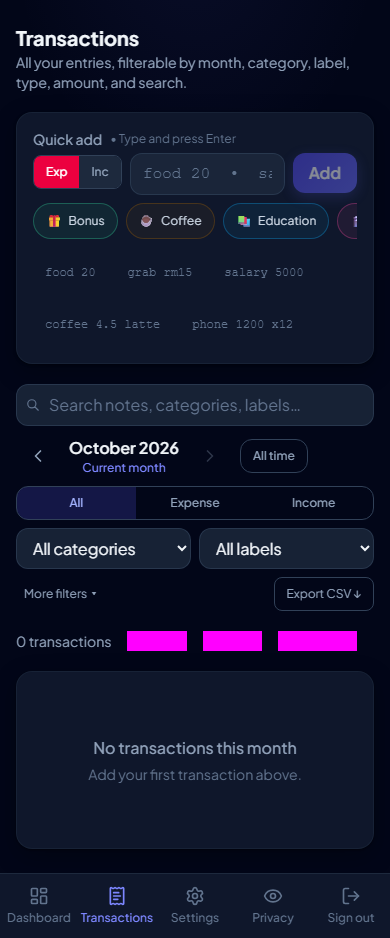 Transactions
All your entries, filterable by month, category, label,
type, amount, and search.
Quick add • Type and press Enter
Exp Inc food 20 • sa Add
Bonus Coffee Education
food 20 grab rm15 salary 5000
coffee 4.5 latte phone 1200 x12
Search notes, categories, labels…
October 2026 All time
Current month
All Expense Income
All categories All labels
More filters ▾ Export CSV ↓
0 transactions
No transactions this month
Add your first transaction above.
Dashboard Transactions Settings Privacy Sign out